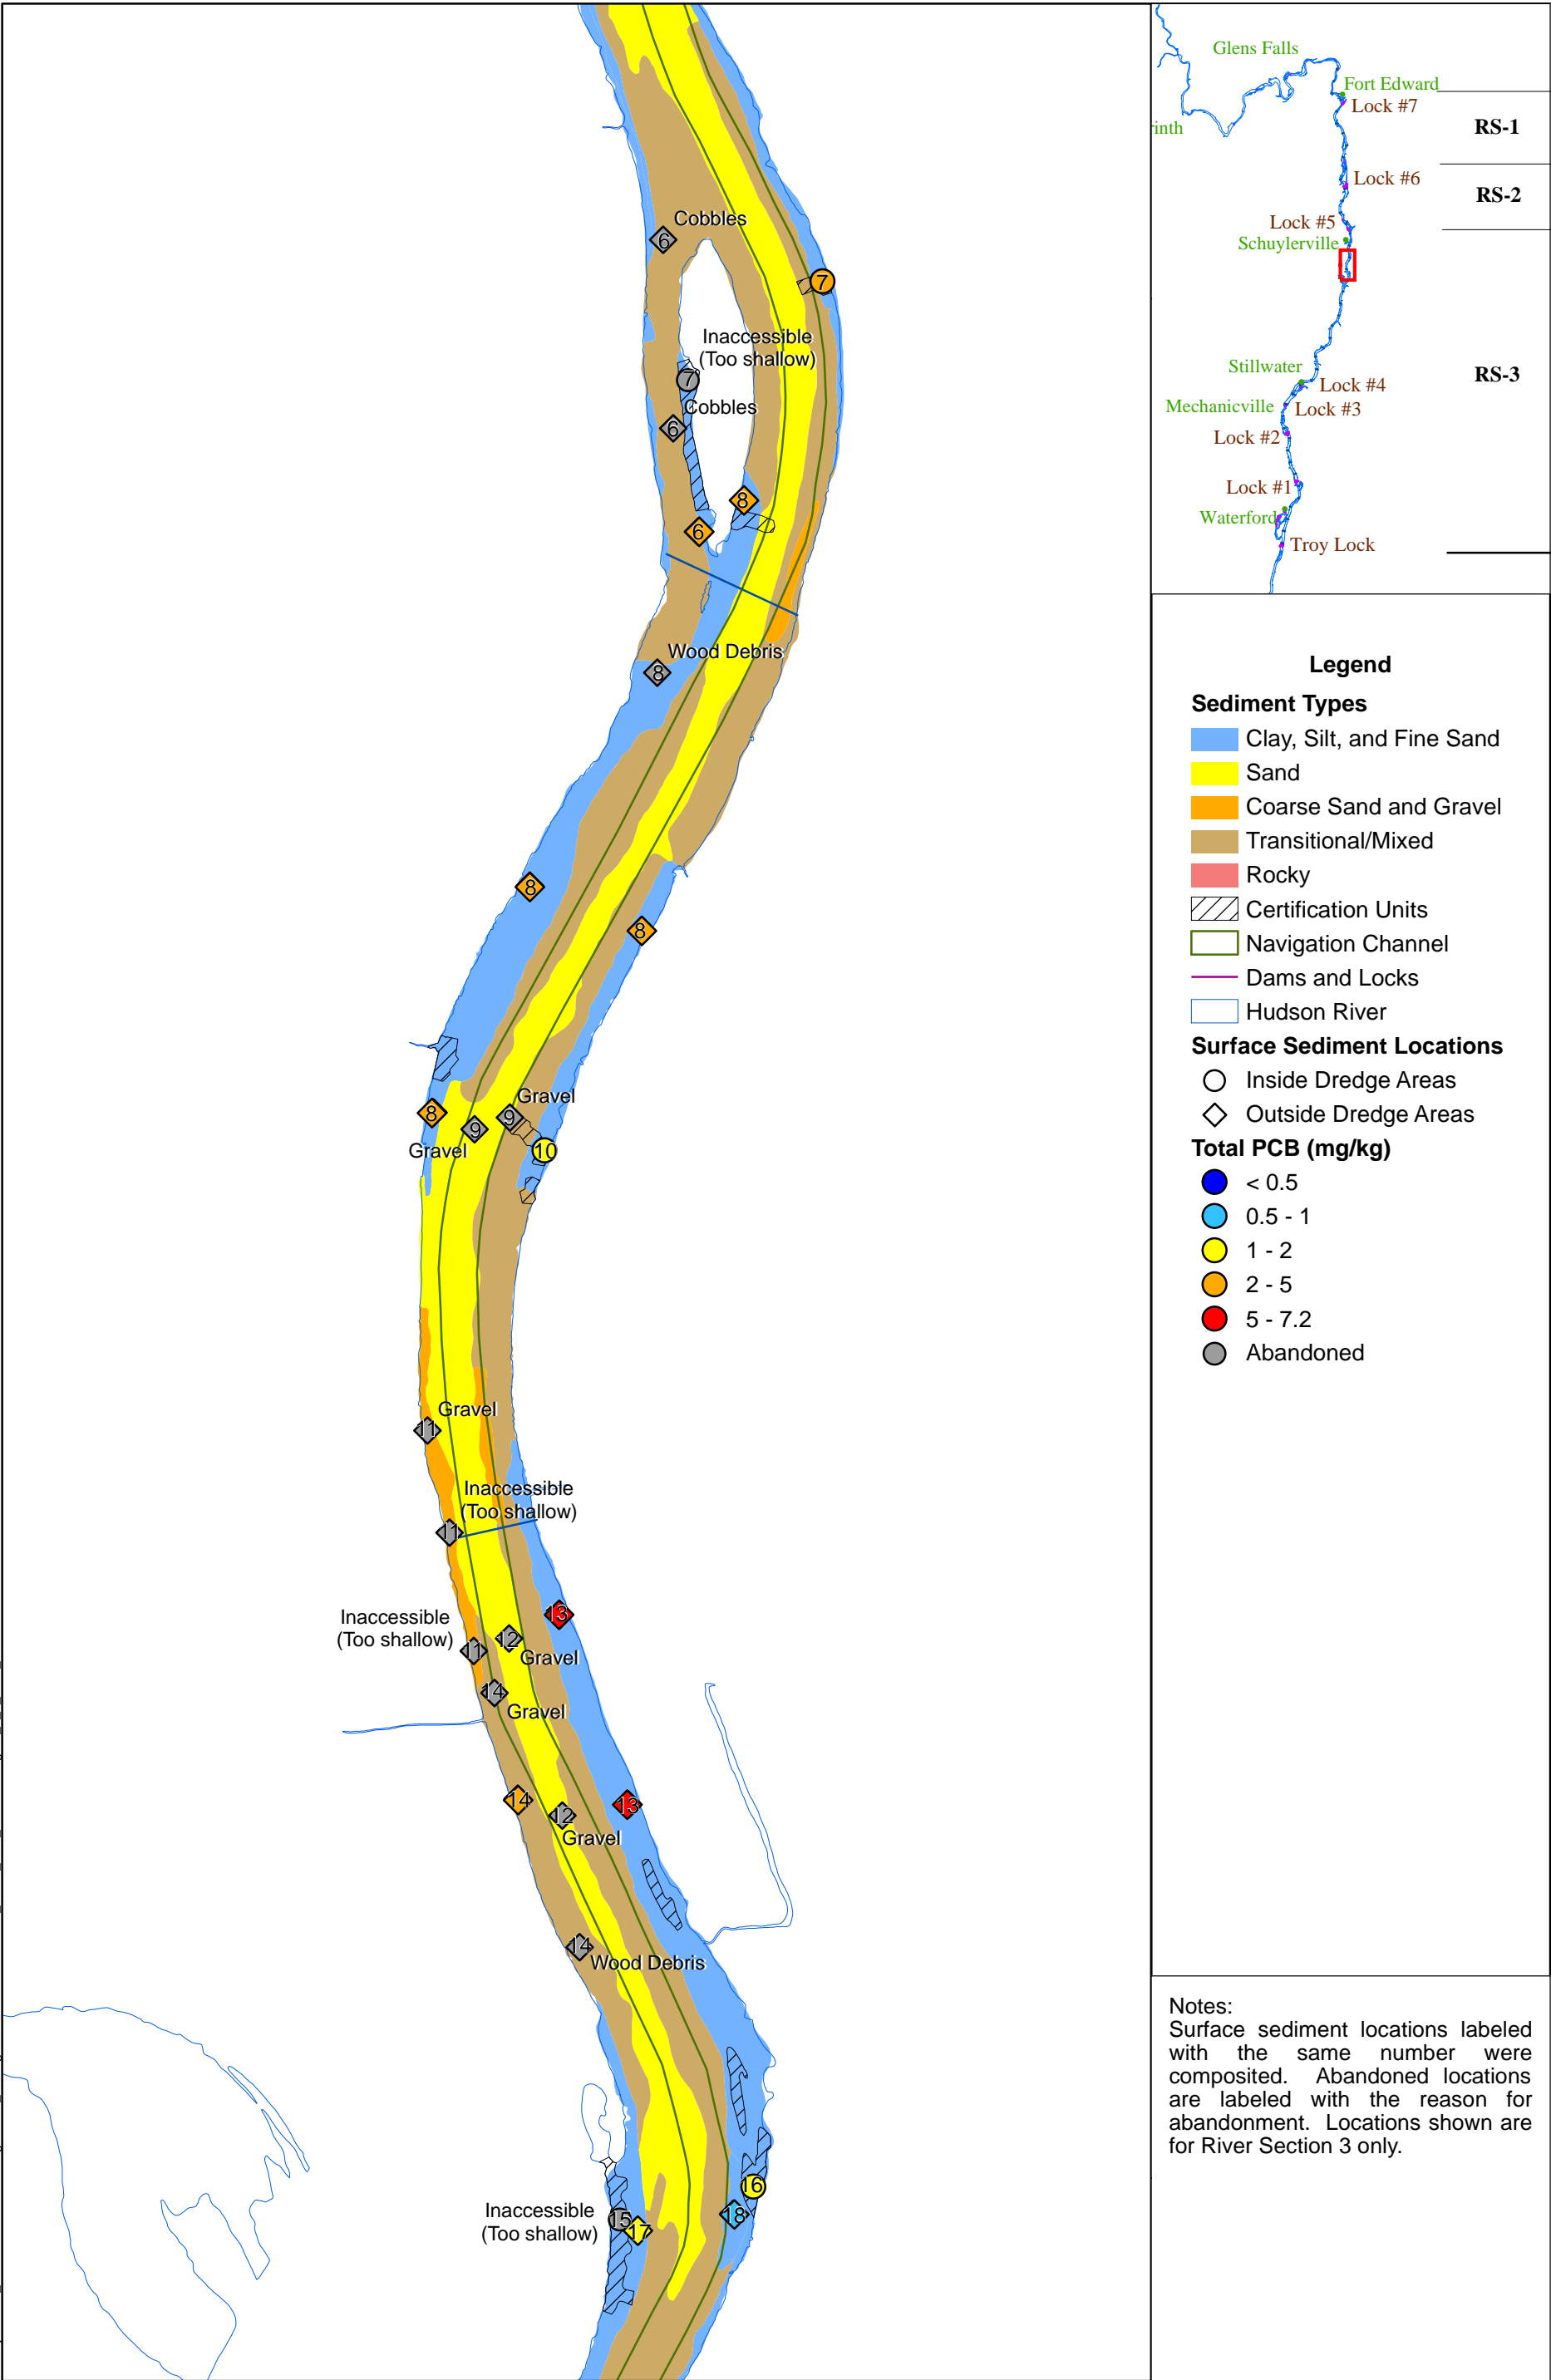 Cobbles
6
7
Inaccessible
(Too shallow)
7
Cobbles
6
8
6
Wood Debris
8
8
8
Gravel
8
9
9
Gravel
10
Gravel
11
Inaccessible
(Too shallow)
11
Inaccessible
(Too shallow)
13
12
11
Gravel
14
Gravel
14
12
13
Gravel
14
Wood Debris
16
Inaccessible
(Too shallow)
15
17
18
Glens Falls
Fort Edward
Lock #7
rinth
RS-1
Lock #6
RS-2
Lock #5
Schuylerville
Stillwater
Lock #4
RS-3
Mechanicville
Lock #3
Lock #2
Lock #1
Waterford
Troy Lock
Legend
Sediment Types
Clay, Silt, and Fine Sand
Sand
Coarse Sand and Gravel
Transitional/Mixed
Rocky
Certification Units
Navigation Channel
Dams and Locks
Hudson River
Surface Sediment Locations
Inside Dredge Areas
Outside Dredge Areas
Total PCB (mg/kg)
< 0.5
0.5 - 1
1 - 2
2 - 5
5 - 7.2
Abandoned
Notes:
Surface sediment locations labeled
with the same number were
composited. Abandoned locations
are labeled with the reason for
abandonment. Locations shown are
for River Section 3 only.